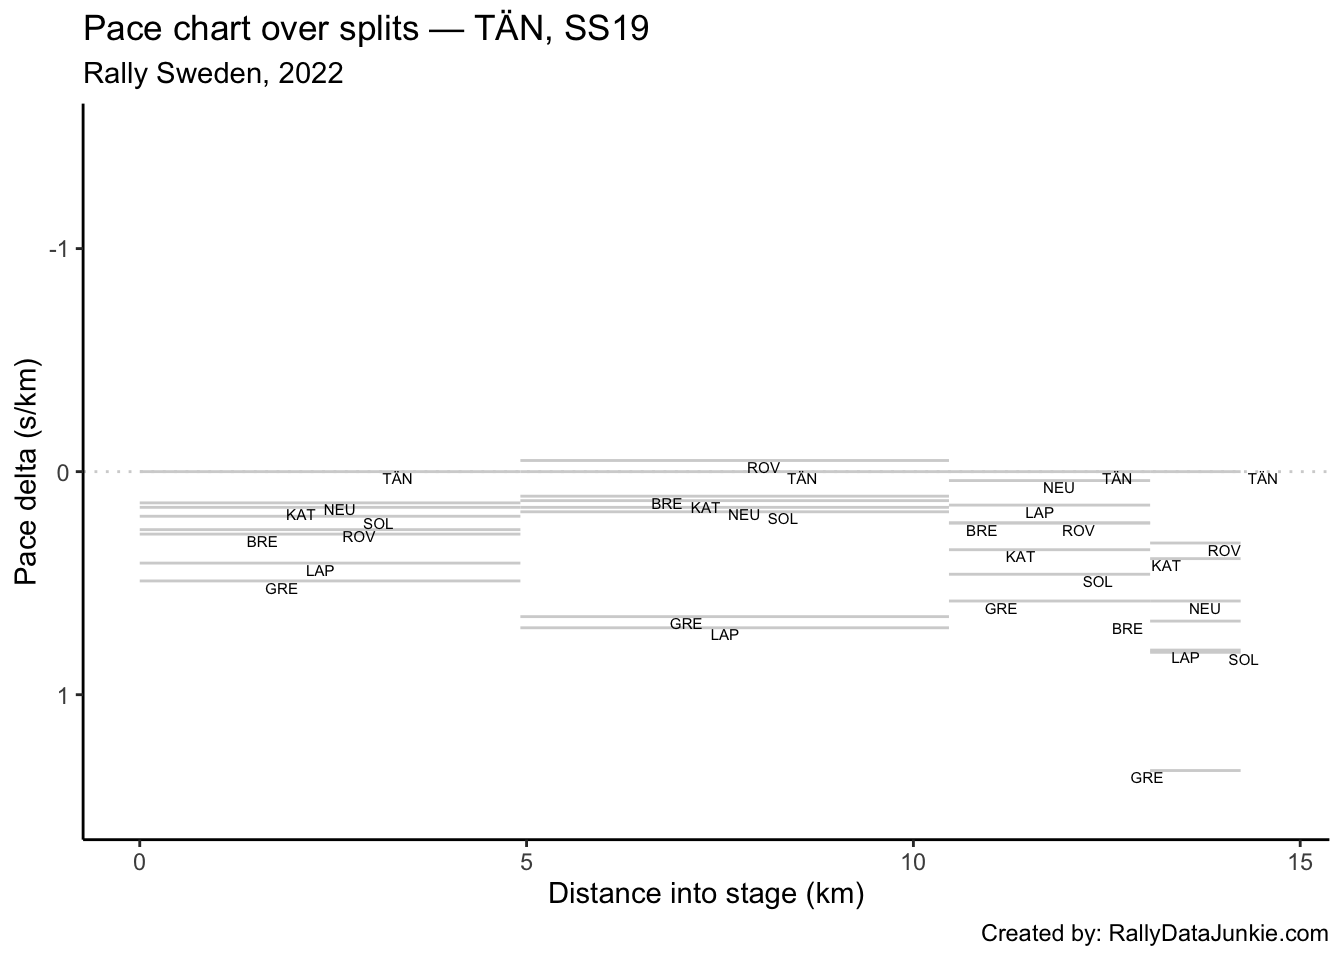 Pace chart over splits — TÄN, SS19
Rally Sweden, 2022
Pace delta (s/km)
-1
0
1
ROV
TÄN TÄN TÄN TÄN
NEU
BRE
KAT NEU KAT NEU SOL LAP
SOL
BRE ROV BRE ROV
ROV
KAT KAT
LAP
SOL
GRE
GRE NEU
GRE
LAP BRE
LAP SOL
GRE
0 5 10 15
Distance into stage (km)
Created by: RallyDataJunkie.com